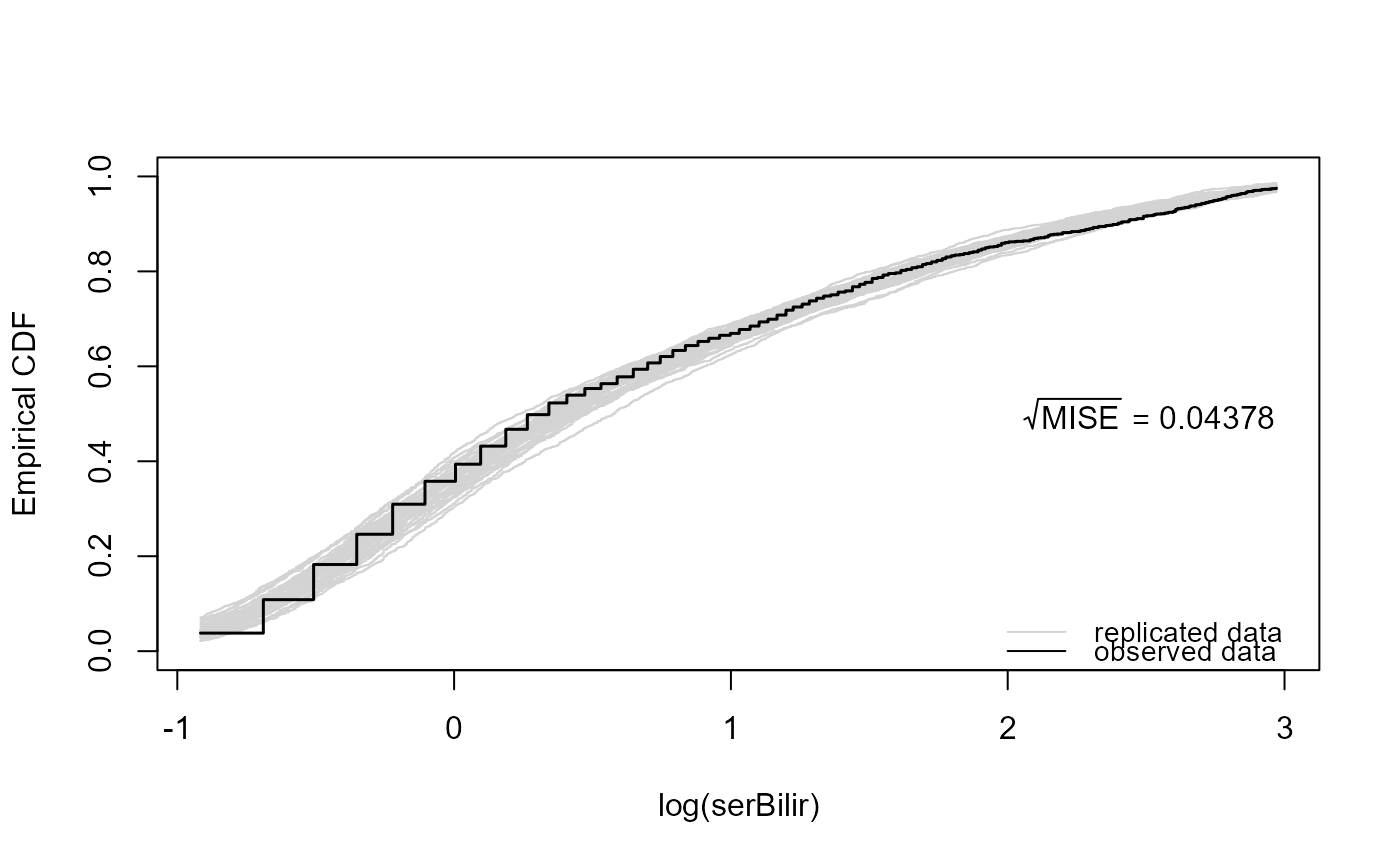 1.0
0.8
0.6
0.4
0.2
0.0
Empirical CDF
√MISE = 0.04378
replicated data
observed data
-1 0 1 2 3
log(serBilir)